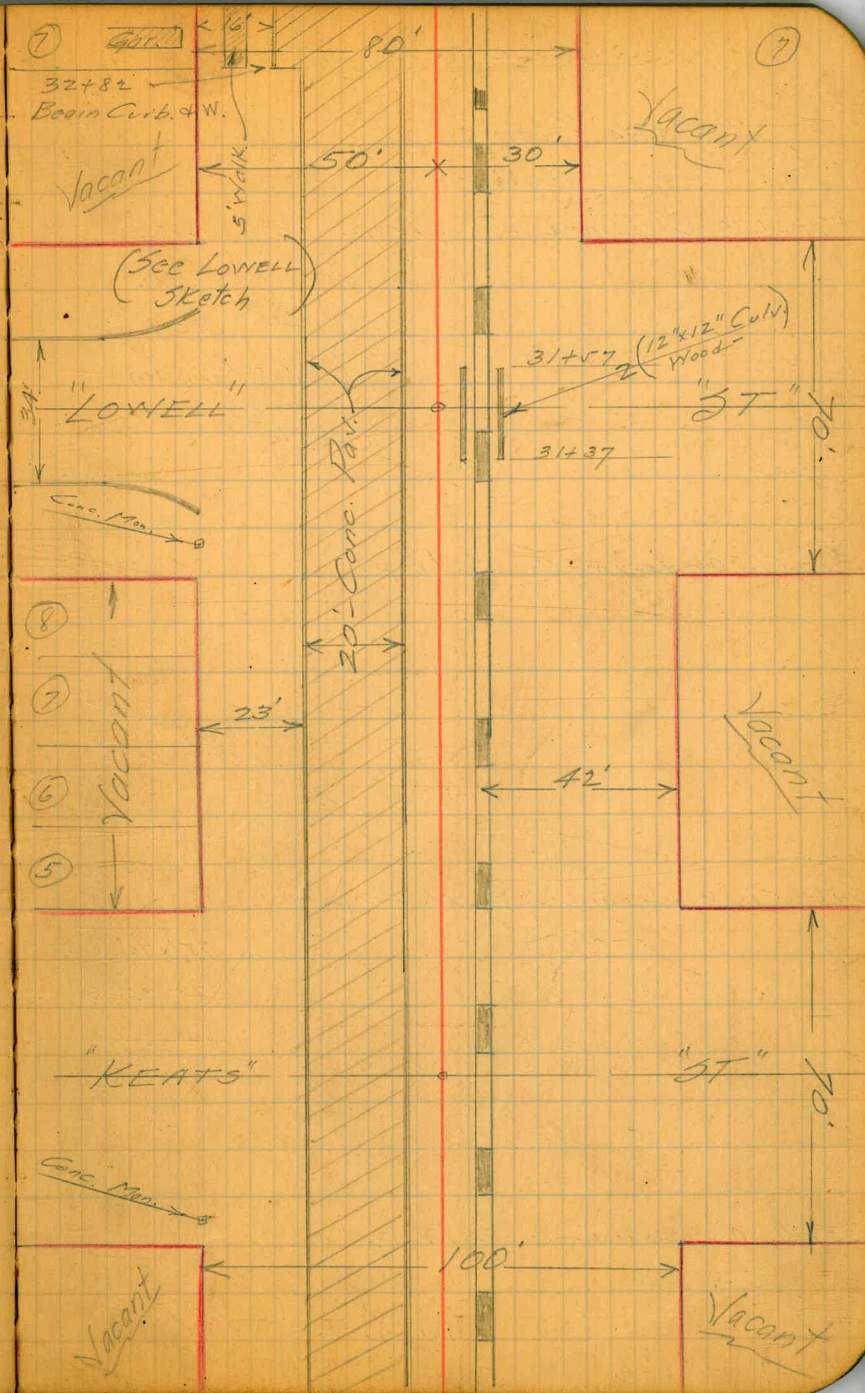 7
16'
80'
7
32+82
Begin Curb. & W.
Vacant
Vacant
5' Walk
50'
30'
(See LOWELL
Sketch)
34'
"LOWELL"
31+57
(12"x12" Culv.)
Wood
"ST"
70'
31+37
Conc. Mon.
20' Conc. Pav.
8
7
6
5
Vacant
23'
42'
Vacant
"KEATS"
"ST"
70'
Conc. Mon.
100'
Vacant
Vacant